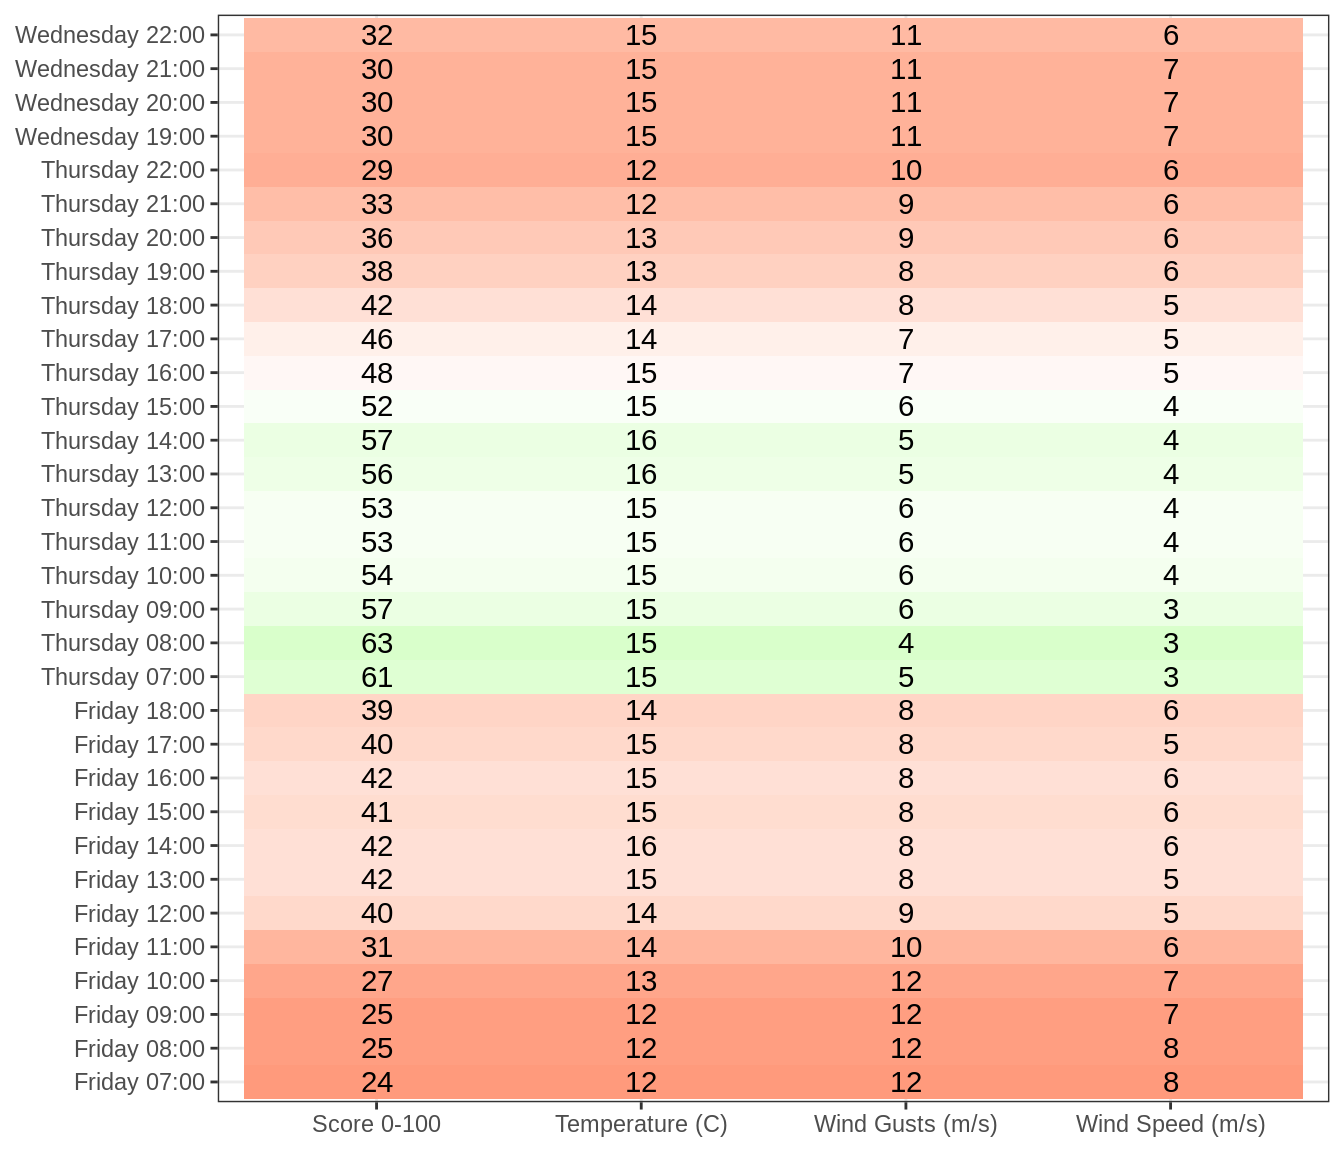 Wednesday 22:00 32 15 11 6
Wednesday 21:00 30 15 11 7
Wednesday 20:00 30 15 11 7
Wednesday 19:00 30 15 11 7
Thursday 22:00 29 12 10 6
Thursday 21:00 33 12 9 6
Thursday 20:00 36 13 9 6
Thursday 19:00 38 13 8 6
Thursday 18:00 42 14 8 5
Thursday 17:00 46 14 7 5
Thursday 16:00 48 15 7 5
Thursday 15:00 52 15 6 4
Thursday 14:00 57 16 5 4
Thursday 13:00 56 16 5 4
Thursday 12:00 53 15 6 4
Thursday 11:00 53 15 6 4
Thursday 10:00 54 15 6 4
Thursday 09:00 57 15 6 3
Thursday 08:00 63 15 4 3
Thursday 07:00 61 15 5 3
Friday 18:00 39 14 8 6
Friday 17:00 40 15 8 5
Friday 16:00 42 15 8 6
Friday 15:00 41 15 8 6
Friday 14:00 42 16 8 6
Friday 13:00 42 15 8 5
Friday 12:00 40 14 9 5
Friday 11:00 31 14 10 6
Friday 10:00 27 13 12 7
Friday 09:00 25 12 12 7
Friday 08:00 25 12 12 8
Friday 07:00 24 12 12 8
Score 0-100 Temperature (C) Wind Gusts (m/s) Wind Speed (m/s)